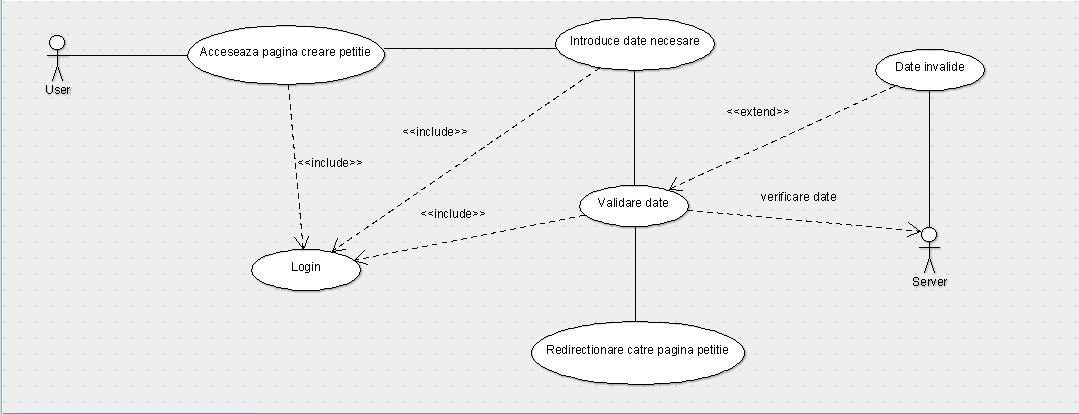 Acceseaza pagina creare petitie
Introduce date necesare
Date invalide
User
<<extend>>
<<include>>
<<include>>
verificare date
Validare date
<<include>>
Login
Server
Redirectionare catre pagina petitie